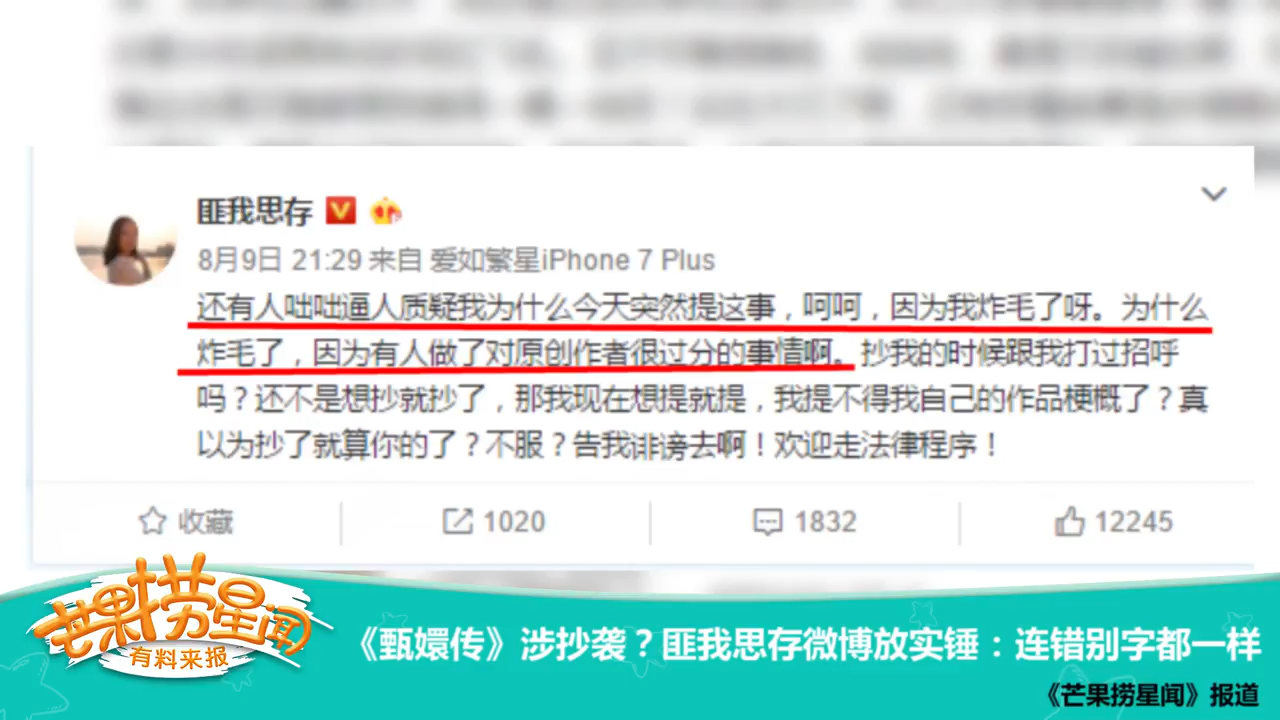 匪我思存
8月9日 21:29 来自 爱如繁星iPhone 7 Plus
还有人咄咄逼人质疑我为什么今天突然提这事，呵呵，因为我炸毛了呀。为什么
炸毛了，因为有人做了对原创作者很过分的事情啊。抄我的时候跟我打过招呼
吗？还不是想抄就抄了，那我现在想提就提，我提不得我自己的作品梗概了？真
以为抄了就算你的了？不服？告我诽谤去啊！欢迎走法律程序！
收藏 1020 1832 12245
芒果捞星闻
有料来报
《甄嬛传》涉抄袭？匪我思存微博放实锤：连错别字都一样
《芒果捞星闻》报道